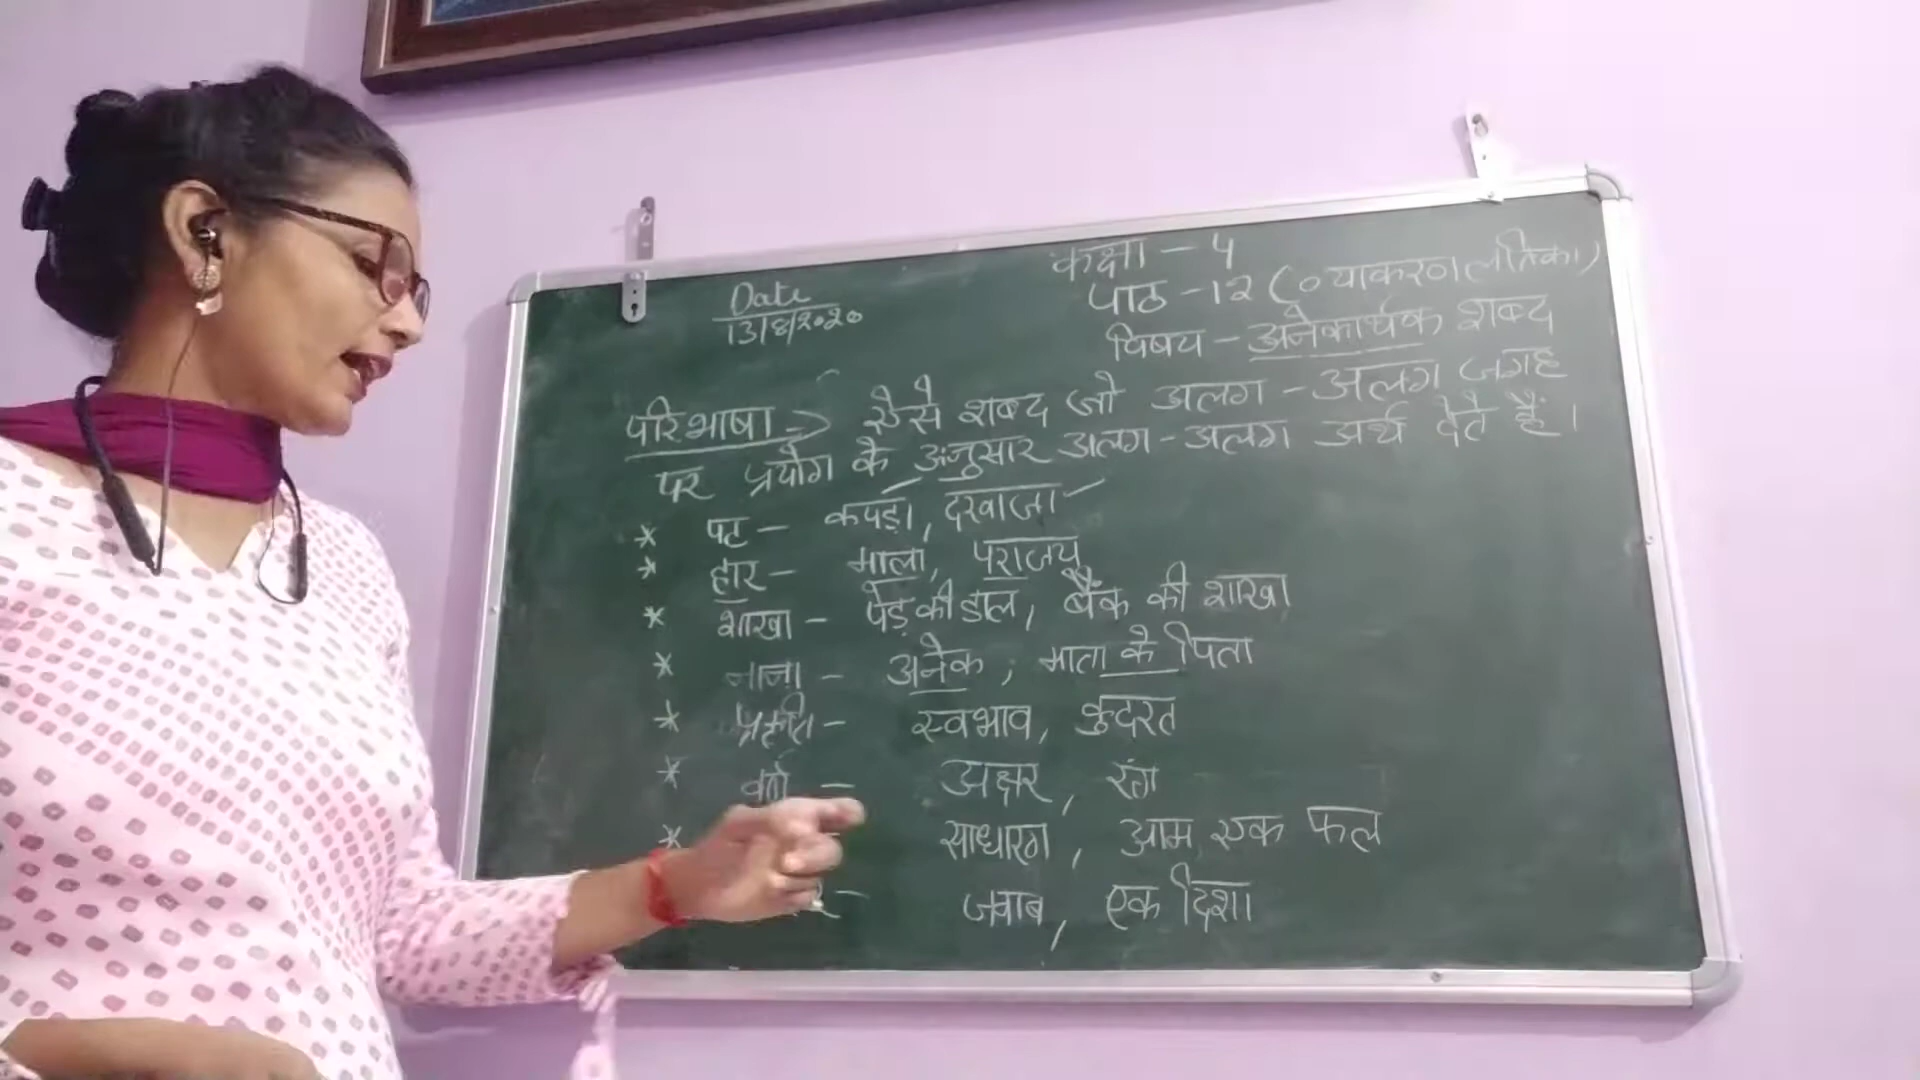 Date
13/8/2020
कक्षा - 5
पाठ - 12 (व्याकरण लतिका)
विषय - अनेकार्थक शब्द
परिभाषा -> ऐसे शब्द जो अलग - अलग जगह
पर प्रयोग के अनुसार अलग - अलग अर्थ देते हैं।
* पट - कपड़ा, दरवाजा
* हार - माला, पराजय
* शाखा - पेड़ की डाल, बैंक की शाखा
* नाना - अनेक, माता के पिता
* प्रकृति - स्वभाव, कुदरत
* वर्ण - अक्षर, रंग
* साधारण, आम एक फल
जवाब, एक दिशा